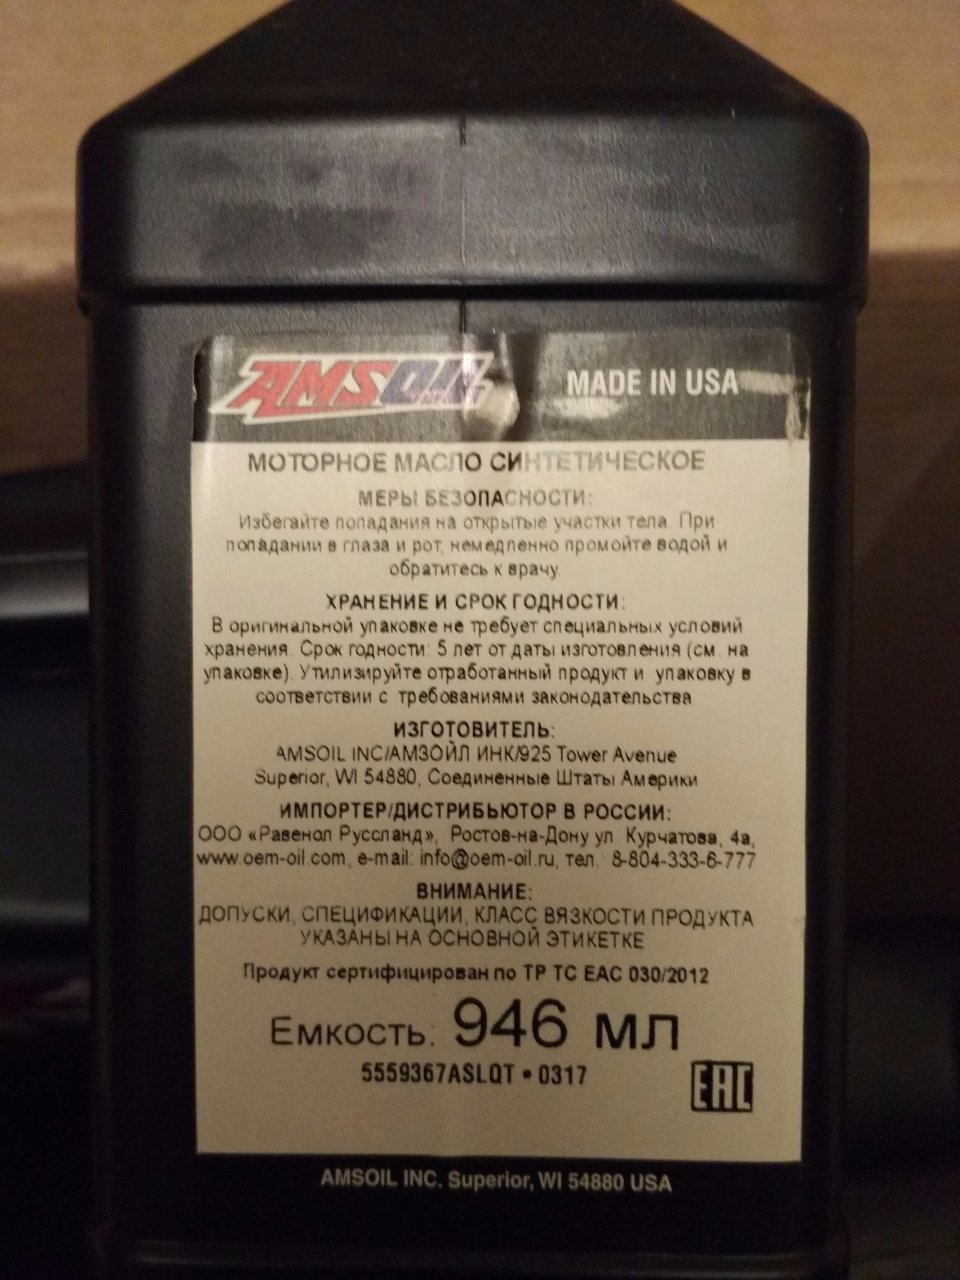 AMSOIL
MADE IN USA
МОТОРНОЕ МАСЛО СИНТЕТИЧЕСКОЕ
МЕРЫ БЕЗОПАСНОСТИ:
Избегайте попадания на открытые участки тела. При
попадании в глаза и рот, немедленно промойте водой и
обратитесь к врачу.
ХРАНЕНИЕ И СРОК ГОДНОСТИ:
В оригинальной упаковке не требует специальных условий
хранения. Срок годности: 5 лет от даты изготовления (см. на
упаковке). Утилизируйте отработанный продукт и упаковку в
соответствии с требованиями законодательства
ИЗГОТОВИТЕЛЬ:
AMSOIL INC/АМЗОЙЛ ИНК/925 Tower Avenue
Superior, WI 54880, Соединенные Штаты Америки
ИМПОРТЕР/ДИСТРИБЬЮТОР В РОССИИ:
ООО «Равенол Руссланд», Ростов-на-Дону ул. Курчатова, 4а,
www.oem-oil.com, e-mail: info@oem-oil.ru, тел.: 8-804-333-6-777
ВНИМАНИЕ:
ДОПУСКИ, СПЕЦИФИКАЦИИ, КЛАСС ВЯЗКОСТИ ПРОДУКТА
УКАЗАНЫ НА ОСНОВНОЙ ЭТИКЕТКЕ
Продукт сертифицирован по ТР ТС ЕАС 030/2012
Емкость: 946 мл
5559367ASLQT • 0317
EAC
AMSOIL INC. Superior, WI 54880 USA